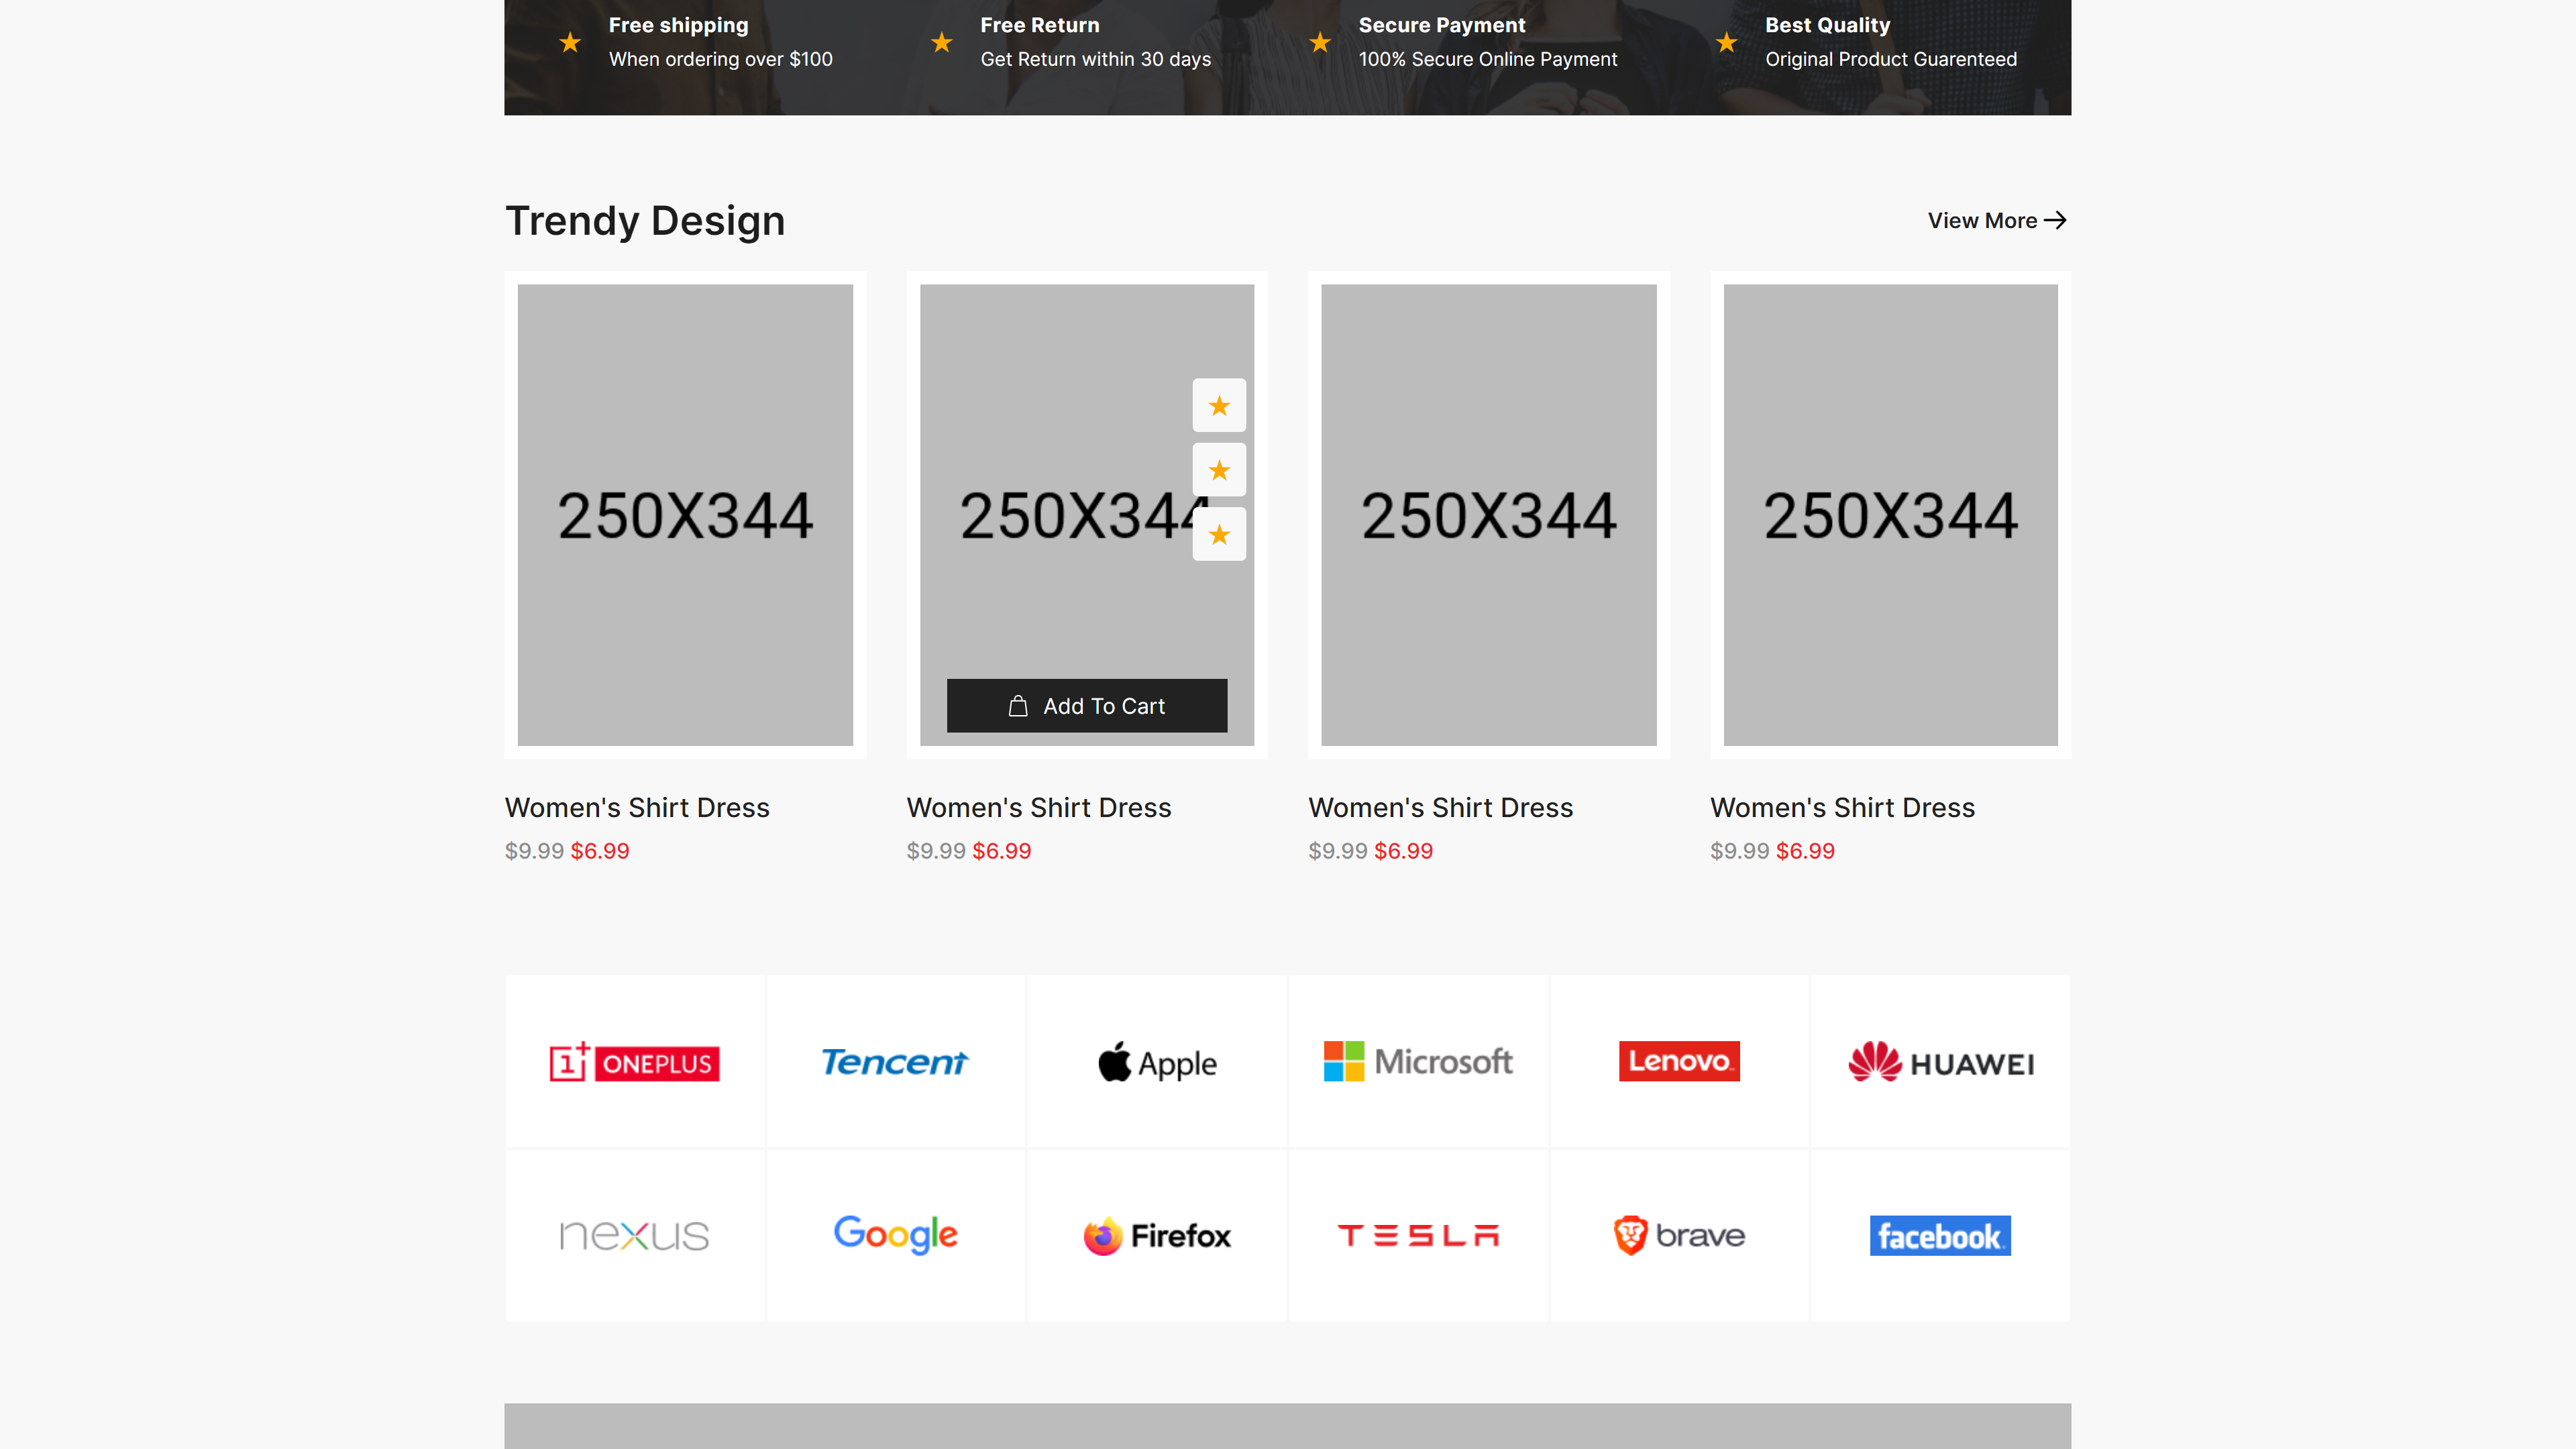 Free shipping
When ordering over $100
Free Return
Get Return within 30 days
Secure Payment
100% Secure Online Payment
Best Quality
Original Product Guarenteed
Trendy Design
View More
250X344
250X344
250X344
250X344
Add To Cart
Women's Shirt Dress
$9.99 $6.99
Women's Shirt Dress
$9.99 $6.99
Women's Shirt Dress
$9.99 $6.99
Women's Shirt Dress
$9.99 $6.99
1+ ONEPLUS
Tencent
Apple
Microsoft
Lenovo
HUAWEI
nexus
Google
Firefox
TESLA
brave
facebook